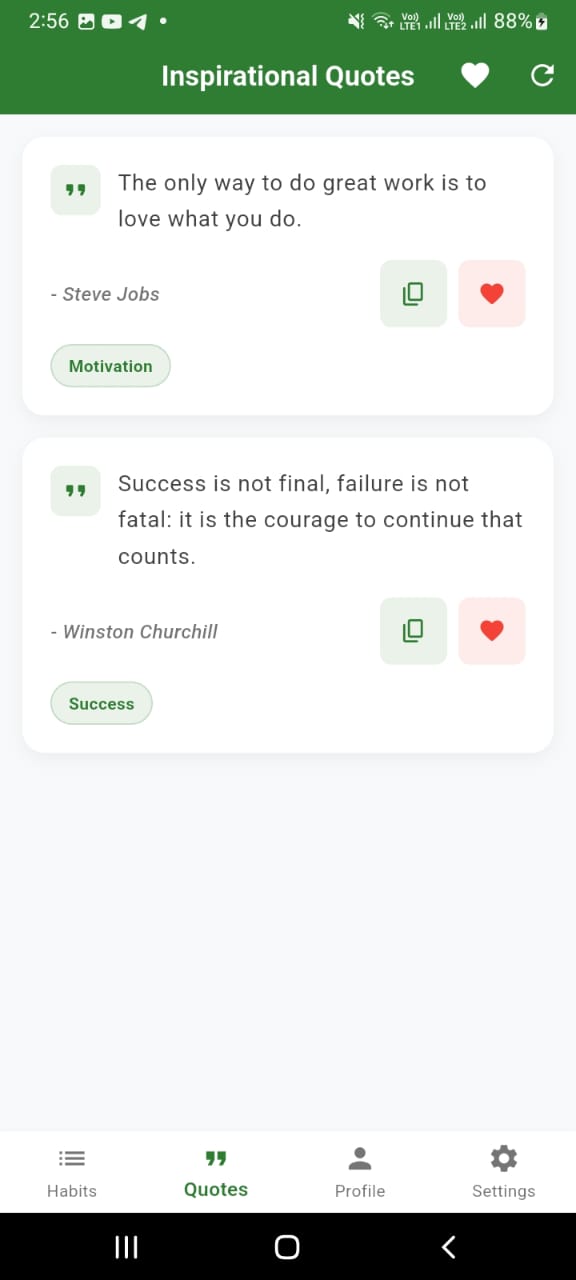 2:56
Vo)) LTE1
Vo)) LTE2
88%
Inspirational Quotes
The only way to do great work is to
love what you do.
- Steve Jobs
Motivation
Success is not final, failure is not
fatal: it is the courage to continue that
counts.
- Winston Churchill
Success
Habits
Quotes
Profile
Settings